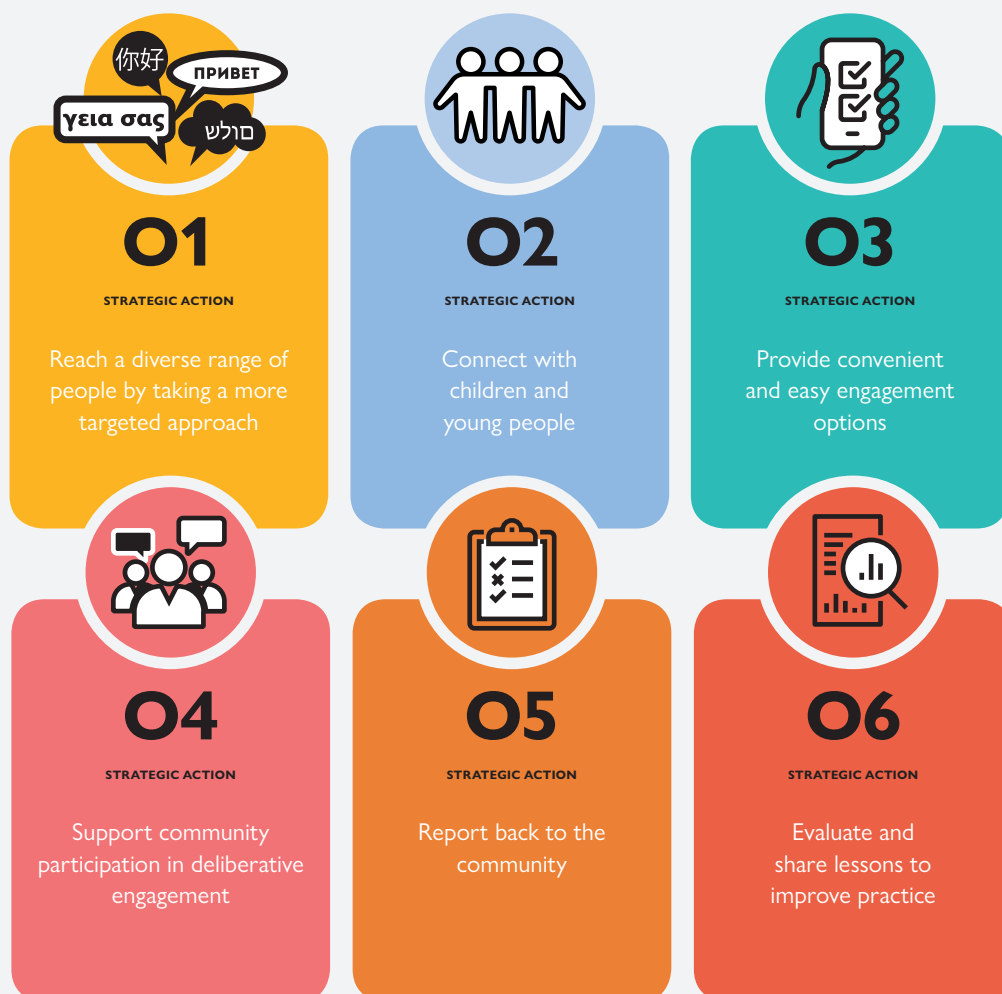 你好
ПРИВЕТ
γεια σας
םולש
01
STRATEGIC ACTION
Reach a diverse range of
people by taking a more
targeted approach
02
STRATEGIC ACTION
Connect with
children and
young people
03
STRATEGIC ACTION
Provide convenient
and easy engagement
options
04
STRATEGIC ACTION
Support community
participation in deliberative
engagement
05
STRATEGIC ACTION
Report back to the
community
06
STRATEGIC ACTION
Evaluate and
share lessons to
improve practice